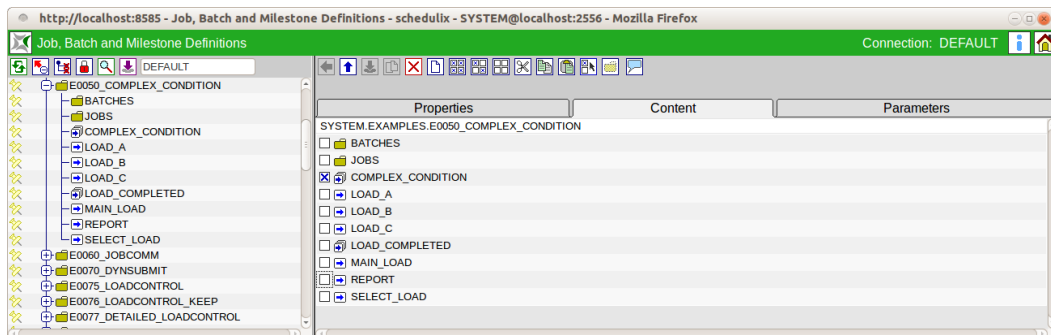 http://localhost:8585 - Job, Batch and Milestone Definitions - schedulix - SYSTEM@localhost:2556 - Mozilla Firefox
Job, Batch and Milestone Definitions
Connection: DEFAULT
DEFAULT
E0050_COMPLEX_CONDITION
BATCHES
JOBS
COMPLEX_CONDITION
LOAD_A
LOAD_B
LOAD_C
LOAD_COMPLETED
MAIN_LOAD
REPORT
SELECT_LOAD
E0060_JOBCOMM
E0070_DYNSUBMIT
E0075_LOADCONTROL
E0076_LOADCONTROL_KEEP
E0077_DETAILED_LOADCONTROL
Properties
Content
Parameters
SYSTEM.EXAMPLES.E0050_COMPLEX_CONDITION
BATCHES
JOBS
COMPLEX_CONDITION
LOAD_A
LOAD_B
LOAD_C
LOAD_COMPLETED
MAIN_LOAD
REPORT
SELECT_LOAD